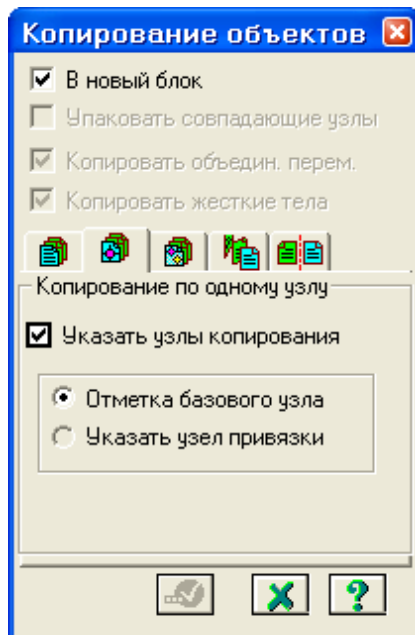 Копирование объектов
В новый блок
Упаковать совпадающие узлы
Копировать объедин. перем.
Копировать жесткие тела
Копирование по одному узлу
Указать узлы копирования
Отметка базового узла
Указать узел привязки